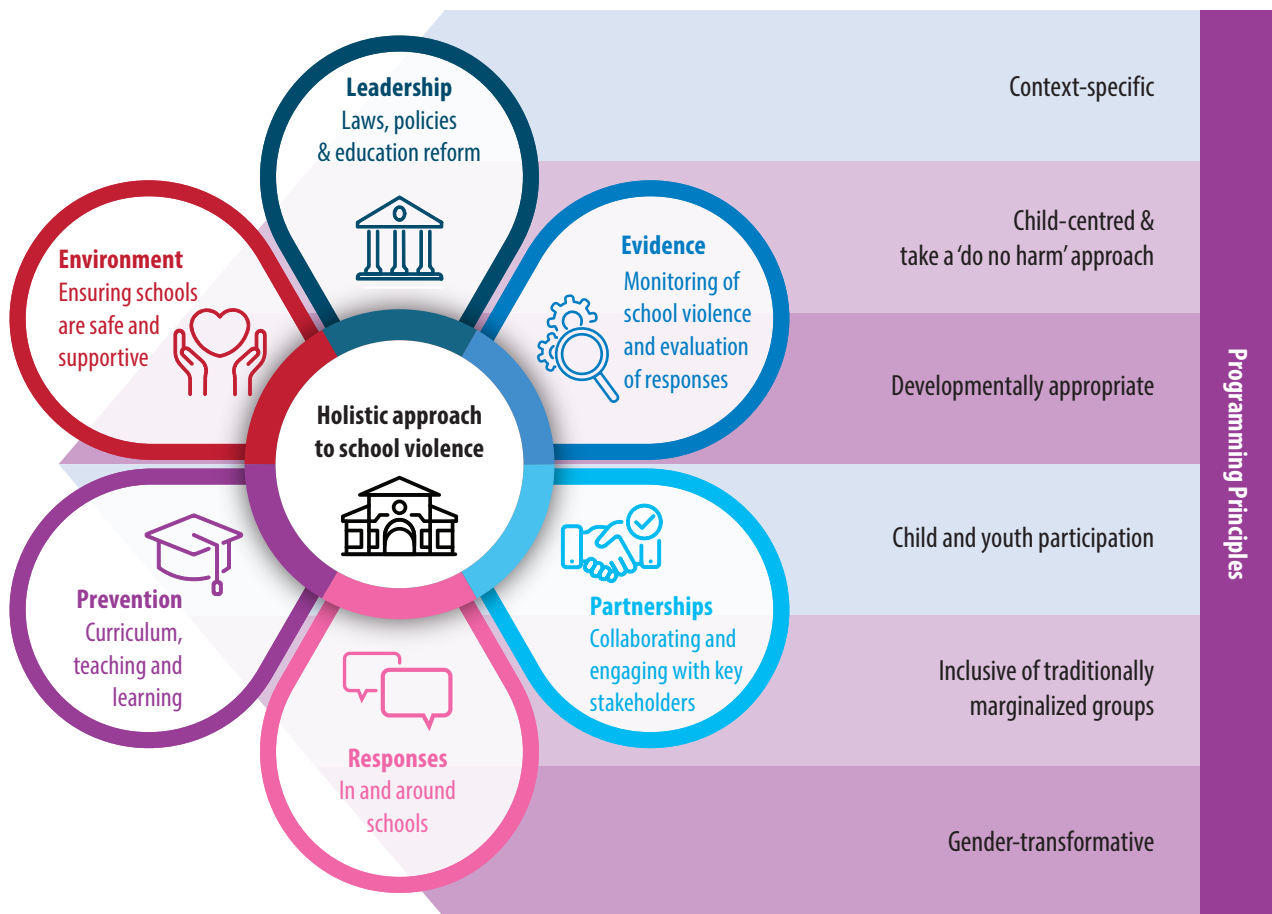 Leadership
Laws, policies
& education reform
Evidence
Monitoring of
school violence
and evaluation
of responses
Partnerships
Collaborating and
engaging with key
stakeholders
Responses
In and around
schools
Prevention
Curriculum,
teaching and
learning
Environment
Ensuring schools
are safe and
supportive
Holistic approach
to school violence
Context-specific
Child-centred &
take a ‘do no harm’ approach
Developmentally appropriate
Child and youth participation
Inclusive of traditionally
marginalized groups
Gender-transformative
Programming Principles